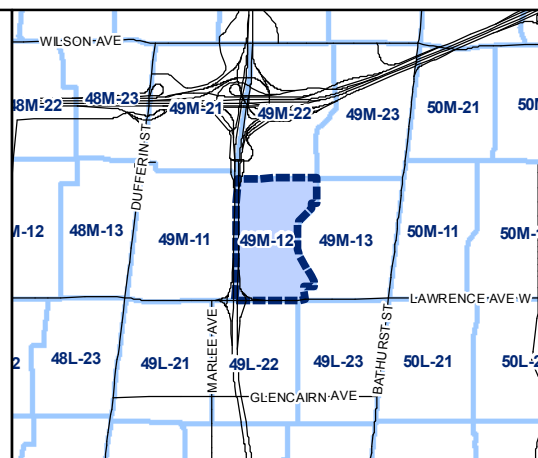 WILSON AVE
48M-22
48M-23
49M-21
49M-22
49M-23
50M-21
50M
DUFFERIN ST
M-12
48M-13
49M-11
49M-12
49M-13
50M-11
50M-1
LAWRENCE AVE W
MARLEE AVE
BATHURST ST
2
48L-23
49L-21
49L-22
49L-23
50L-21
50L-2
GLENCAIRN AVE